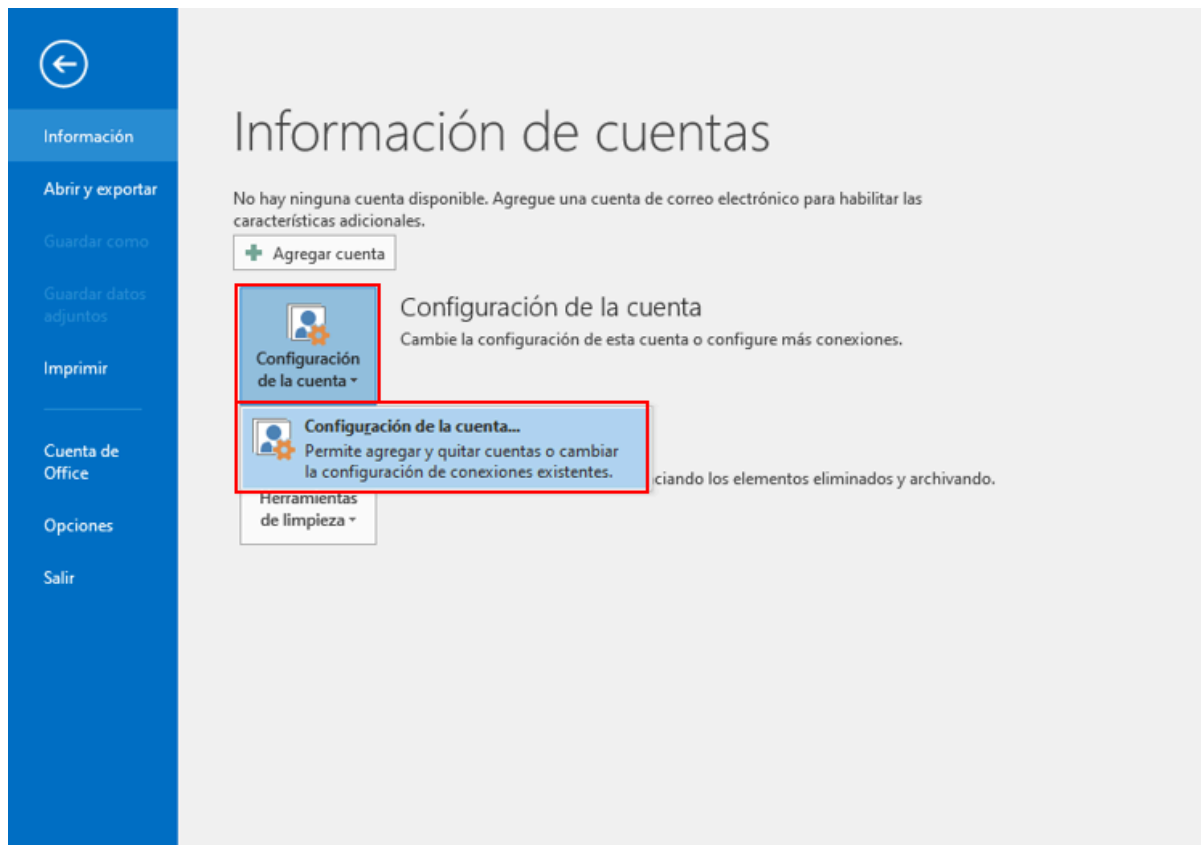 Información
Abrir y exportar
Guardar como
Guardar datos
adjuntos
Imprimir
Cuenta de
Office
Opciones
Salir
Información de cuentas
No hay ninguna cuenta disponible. Agregue una cuenta de correo electrónico para habilitar las
características adicionales.
Agregar cuenta
Configuración
de la cuenta
Configuración de la cuenta
Cambie la configuración de esta cuenta o configure más conexiones.
Configuración de la cuenta...
Permite agregar y quitar cuentas o cambiar
la configuración de conexiones existentes.
ciando los elementos eliminados y archivando.
Herramientas
de limpieza